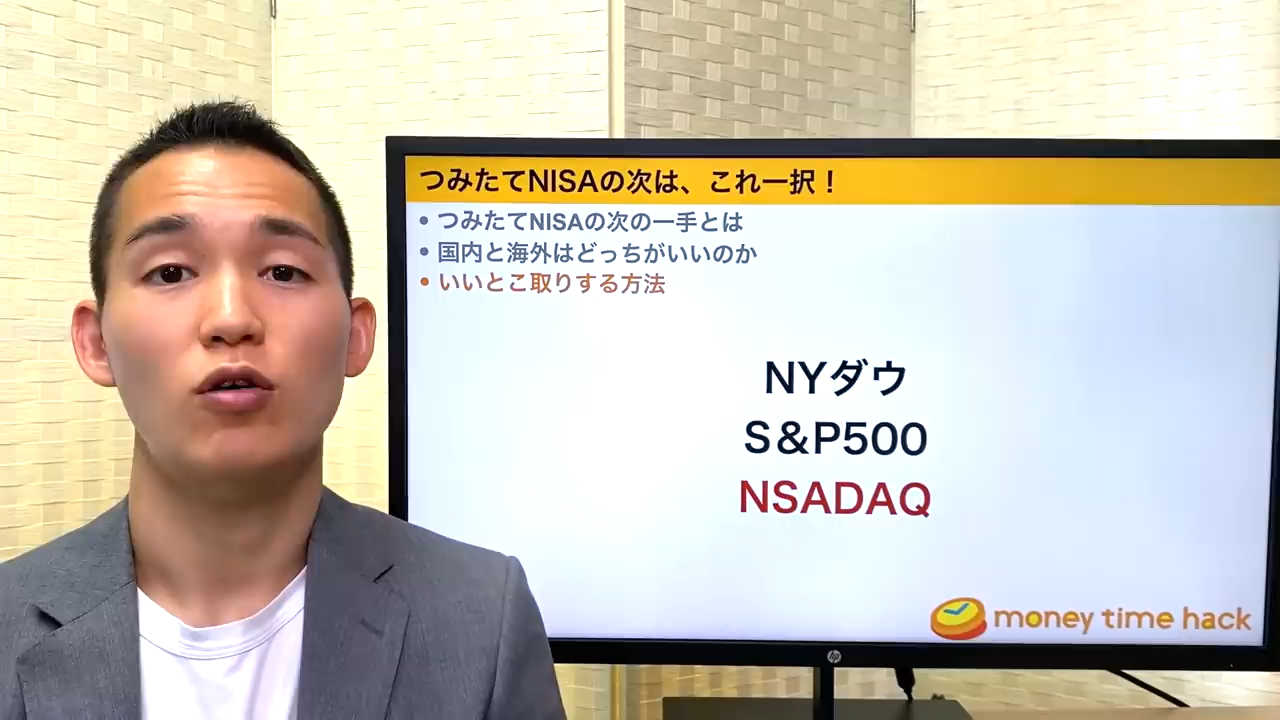 つみたてNISAの次は、これ一択！
• つみたてNISAの次の一手とは
• 国内と海外はどっちがいいのか
• いいとこ取りする方法
NYダウ
S&P500
NSADAQ
money time hack
hp